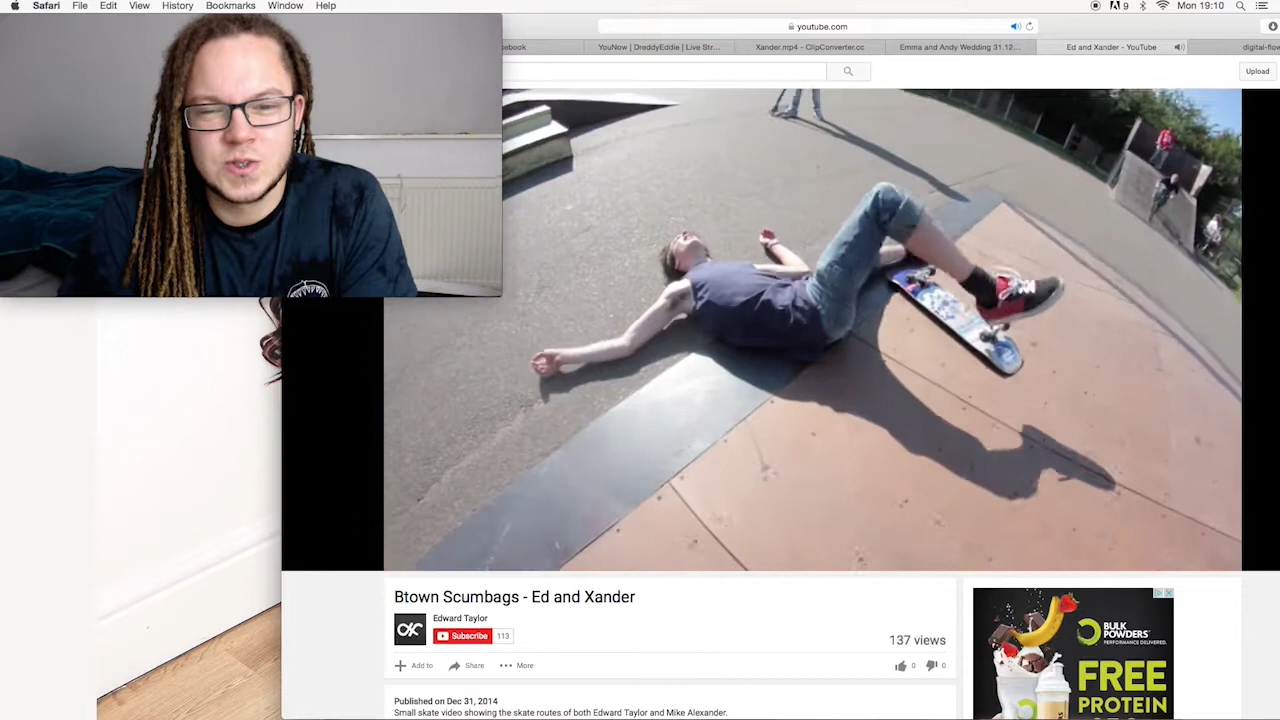 Safari File Edit View History Bookmarks Window Help
9 Mon 19:10
youtube.com
YouNow | DreddyEddie | Live Str...
Xander.mp4 - ClipConverter.cc
Emma and Andy Wedding 31.12...
Ed and Xander - YouTube
Upload
Btown Scumbags - Ed and Xander
Edward Taylor
Subscribe 113
137 views
Add to Share More
0 0
Published on Dec 31, 2014
Small skate video showing the skate routes of both Edward Taylor and Mike Alexander.
BULK
POWDERS
PERFORMANCE DELIVERED.
FREE
PROTEIN